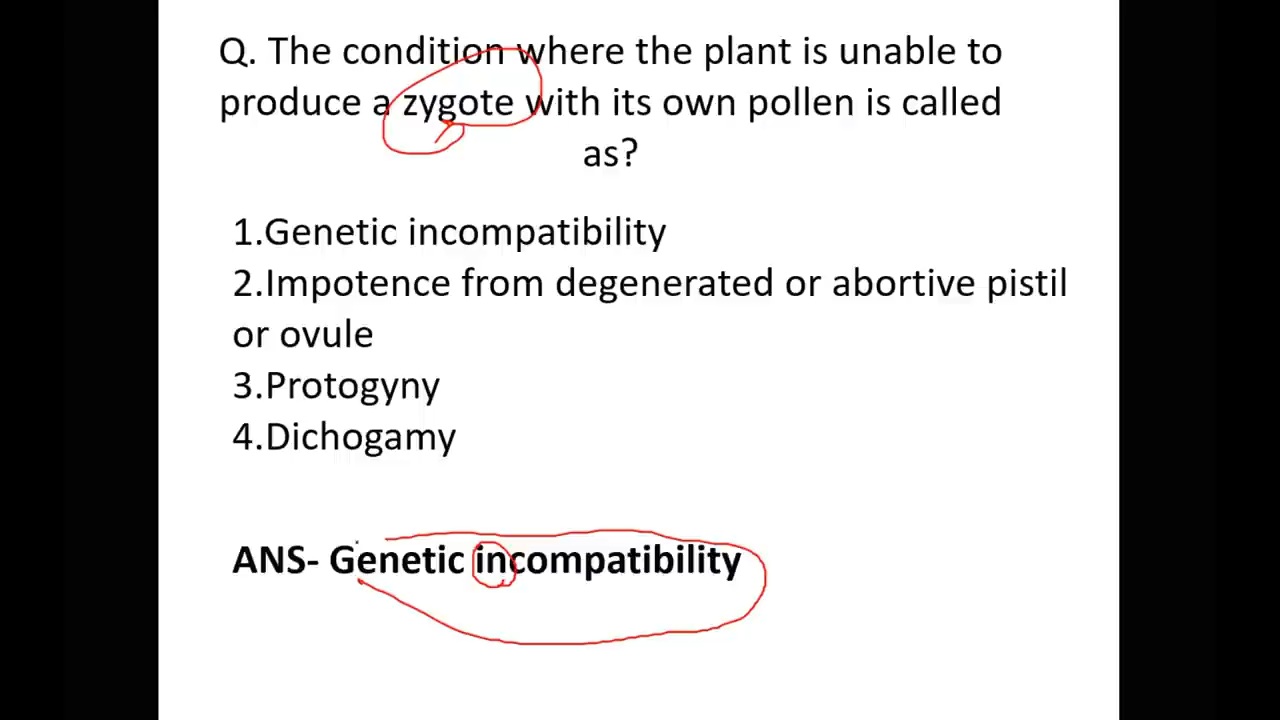 Q. The condition where the plant is unable to
produce a zygote with its own pollen is called
as?
1.Genetic incompatibility
2.Impotence from degenerated or abortive pistil
or ovule
3.Protogyny
4.Dichogamy
ANS- Genetic incompatibility